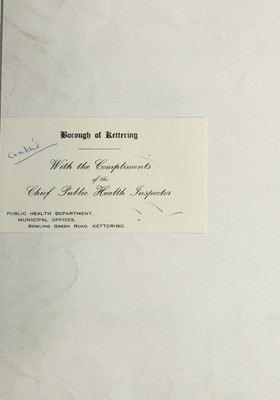 Borough of Kettering
With the Compliments
of the
Chief Public Health Inspector
PUBLIC HEALTH DEPARTMENT,
MUNICIPAL OFFICES,
BOWLING GREEN ROAD, KETTERING